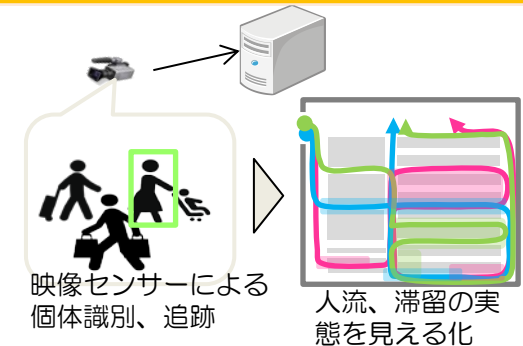 映像センサーによる
個体識別、追跡
人流、滞留の実
態を見える化